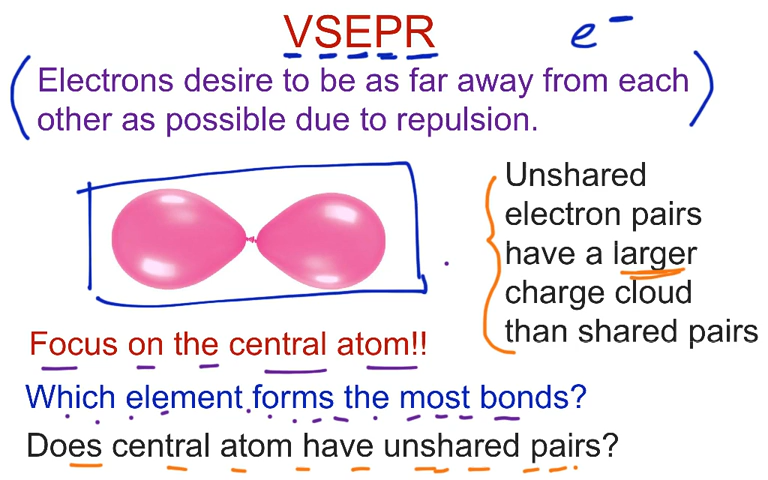 VSEPR
e⁻
Electrons desire to be as far away from each
other as possible due to repulsion.
Unshared
electron pairs
have a larger
charge cloud
than shared pairs
Focus on the central atom!!
Which element forms the most bonds?
Does central atom have unshared pairs?